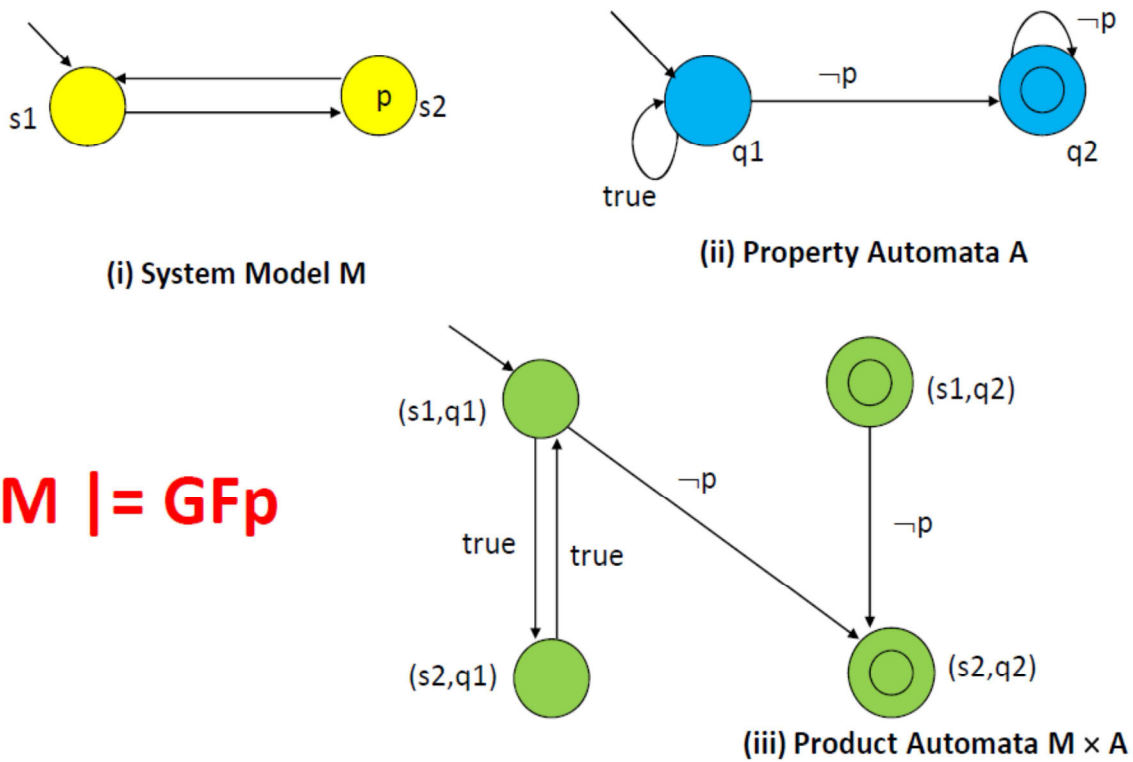 ¬p
¬p
p
s1
s2
q1
q2
true
(i) System Model M
(ii) Property Automata A
(s1,q1)
(s1,q2)
¬p
M |= GFp
¬p
true
true
(s2,q1)
(s2,q2)
(iii) Product Automata M × A